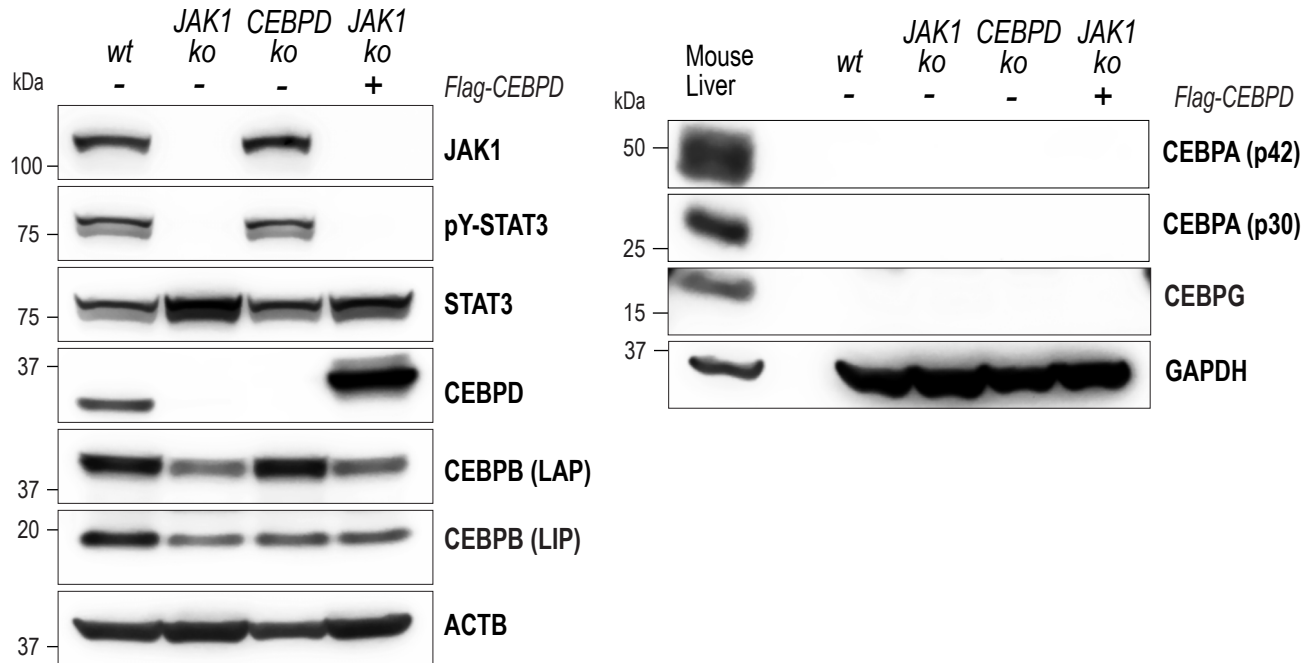 JAK1 CEBPD JAK1
wt ko ko ko
kDa - - - + Flag-CEBPD
100 JAK1
75 pY-STAT3
75 STAT3
37 CEBPD
37 CEBPB (LAP)
20 CEBPB (LIP)
37 ACTB
JAK1 CEBPD JAK1
Mouse wt ko ko ko
Liver - - - + Flag-CEBPD
kDa
50 CEBPA (p42)
25 CEBPA (p30)
15 CEBPG
37 GAPDH